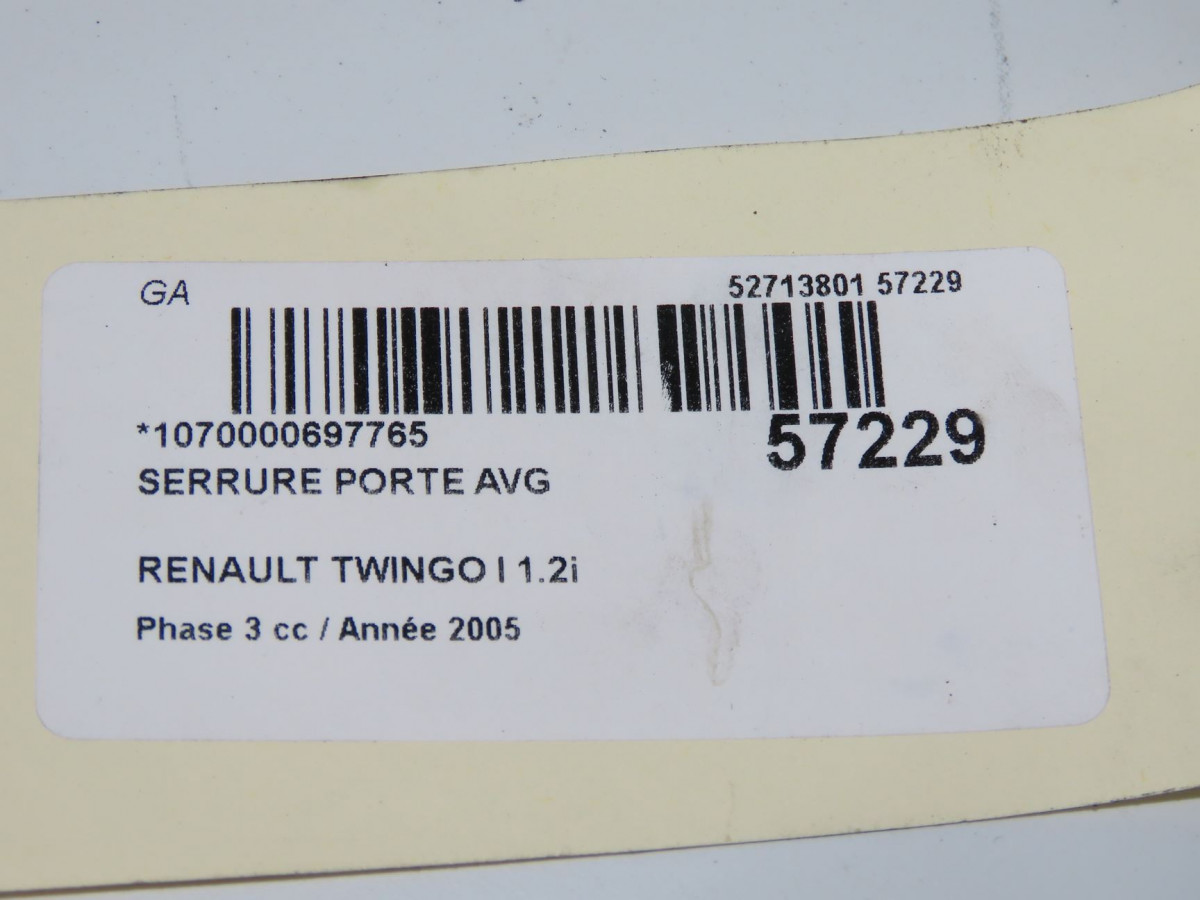 GA 52713801 57229
*1070000697765 57229
SERRURE PORTE AVG
RENAULT TWINGO I 1.2i
Phase 3 cc / Année 2005